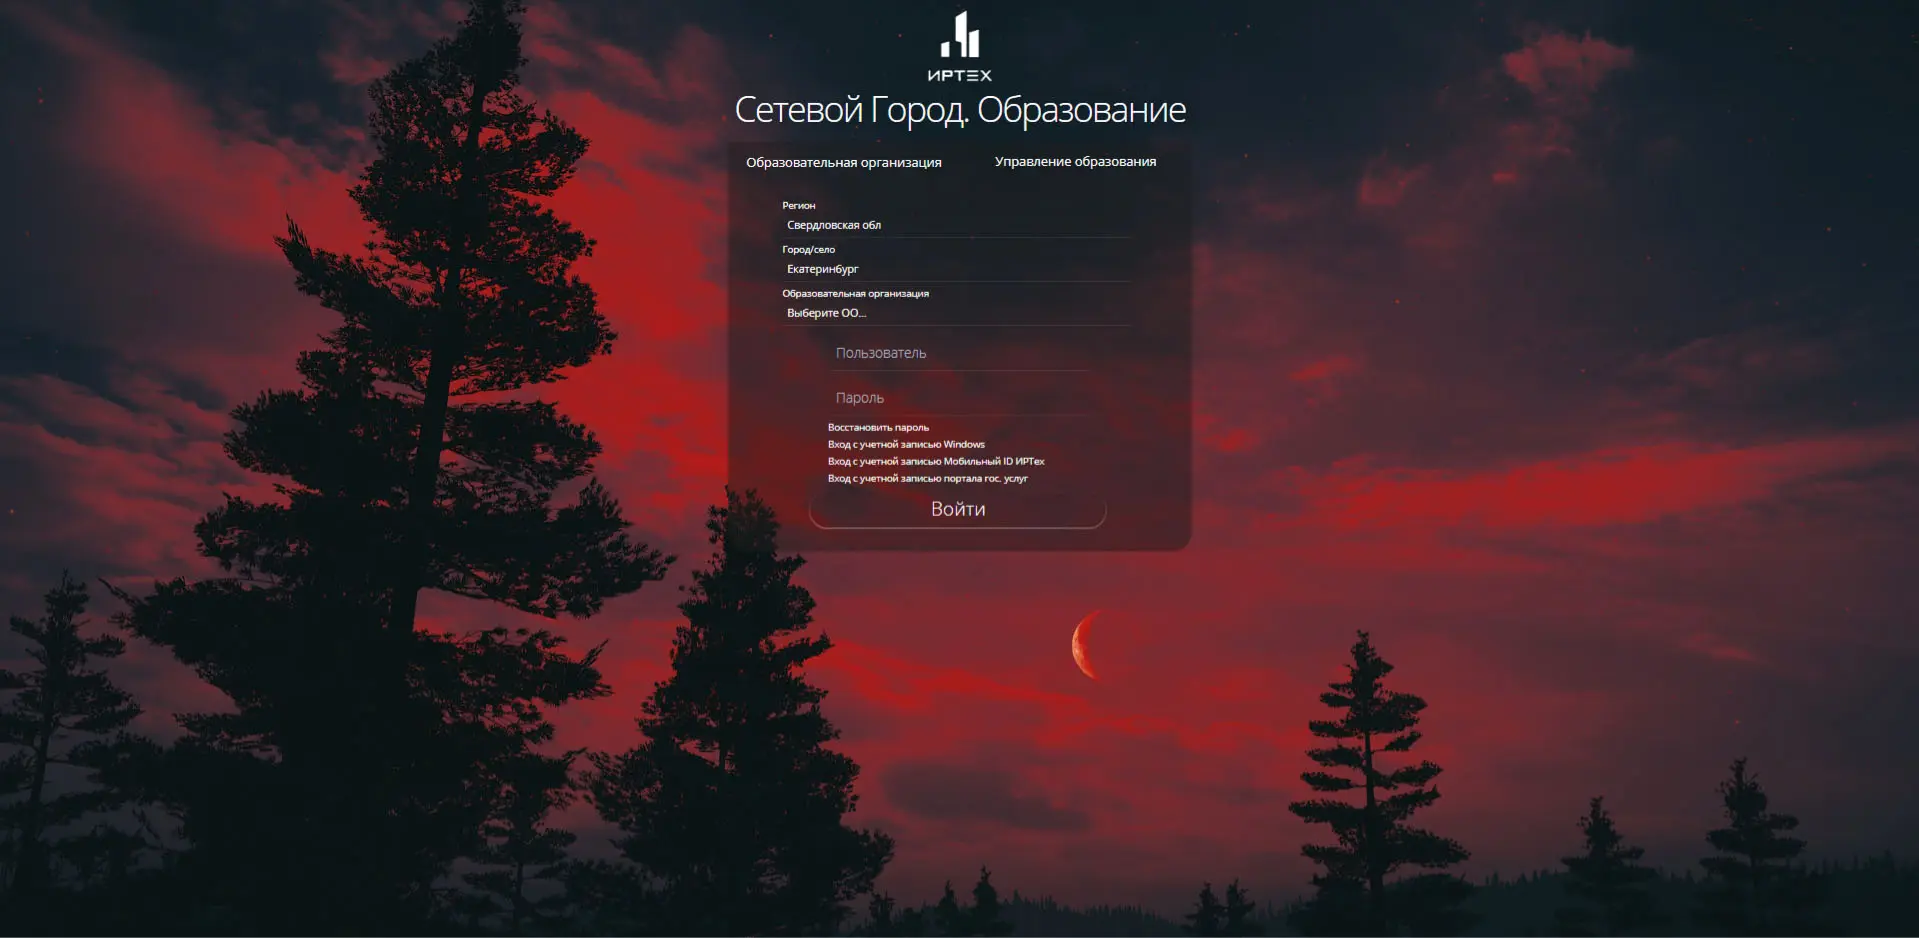 ИРТЕХ
Сетевой Город. Образование
Образовательная организация
Управление образования
Регион
Свердловская обл
Город/село
Екатеринбург
Образовательная организация
Выберите ОО...
Пользователь
Пароль
Восстановить пароль
Вход с учетной записью Windows
Вход с учетной записью Мобильный ID ИРТех
Вход с учетной записью портала гос. услуг
Войти